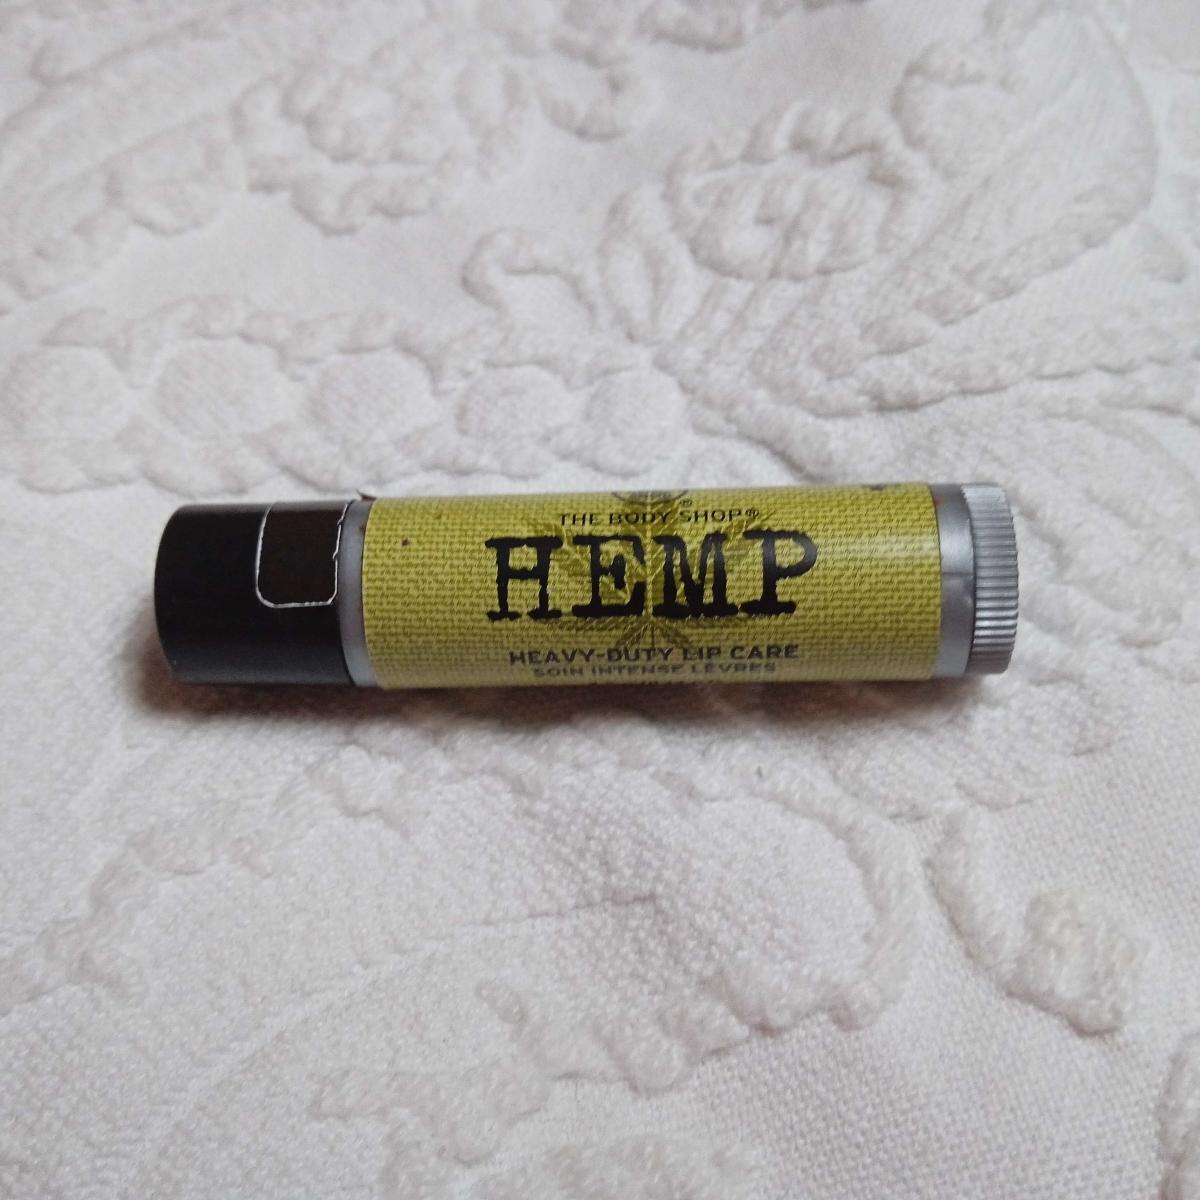 ®
THE BODY SHOP®
HEMP
HEAVY-DUTY LIP CARE
SOIN INTENSE LÈVRES